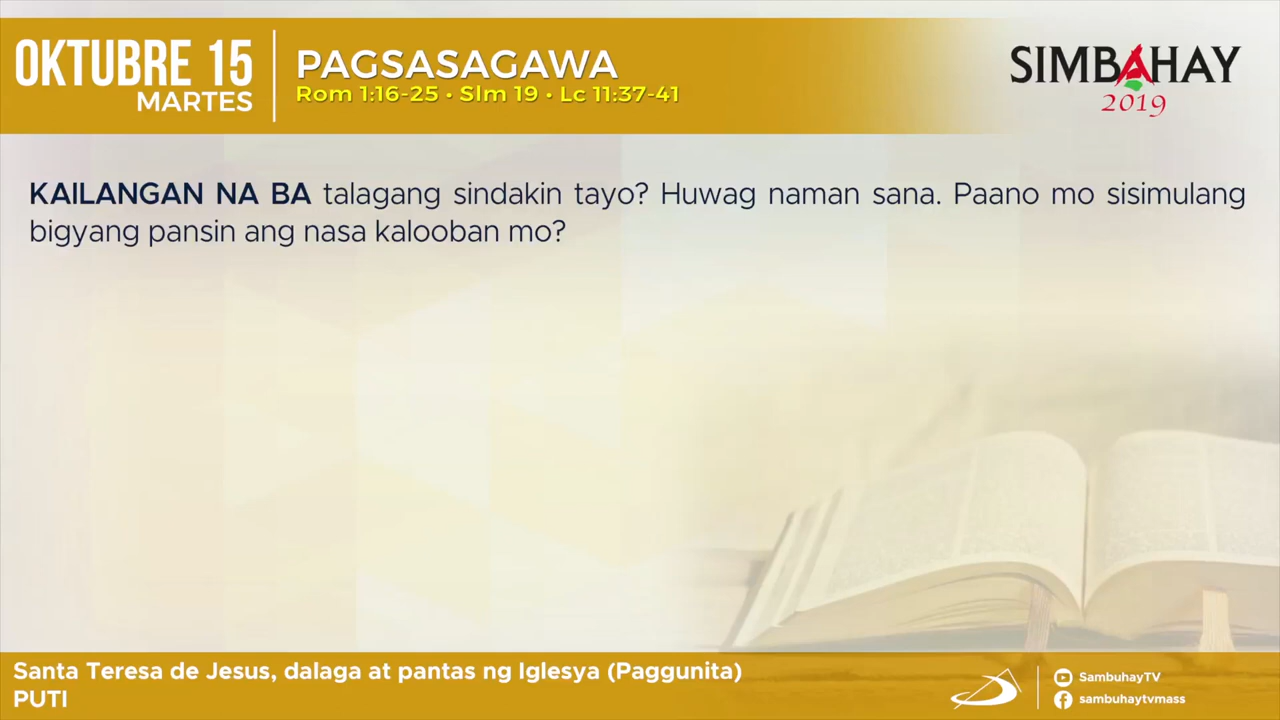 OKTUBRE 15
MARTES
PAGSASAGAWA
Rom 1:16-25 • Slm 19 • Lc 11:37-41
SIMBAHAY
2019
KAILANGAN NA BA talagang sindakin tayo? Huwag naman sana. Paano mo sisimulang
bigyang pansin ang nasa kalooban mo?
Santa Teresa de Jesus, dalaga at pantas ng Iglesya (Paggunita)
PUTI
SambuhayTV
sambuhaytvmass